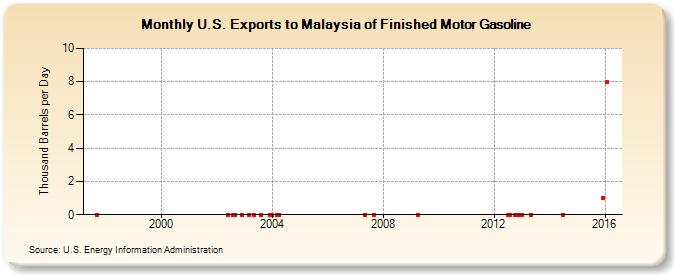 Monthly U.S. Exports to Malaysia of Finished Motor Gasoline
Thousand Barrels per Day
10
8
6
4
2
0
2000 2004 2008 2012 2016
Source: U.S. Energy Information Administration